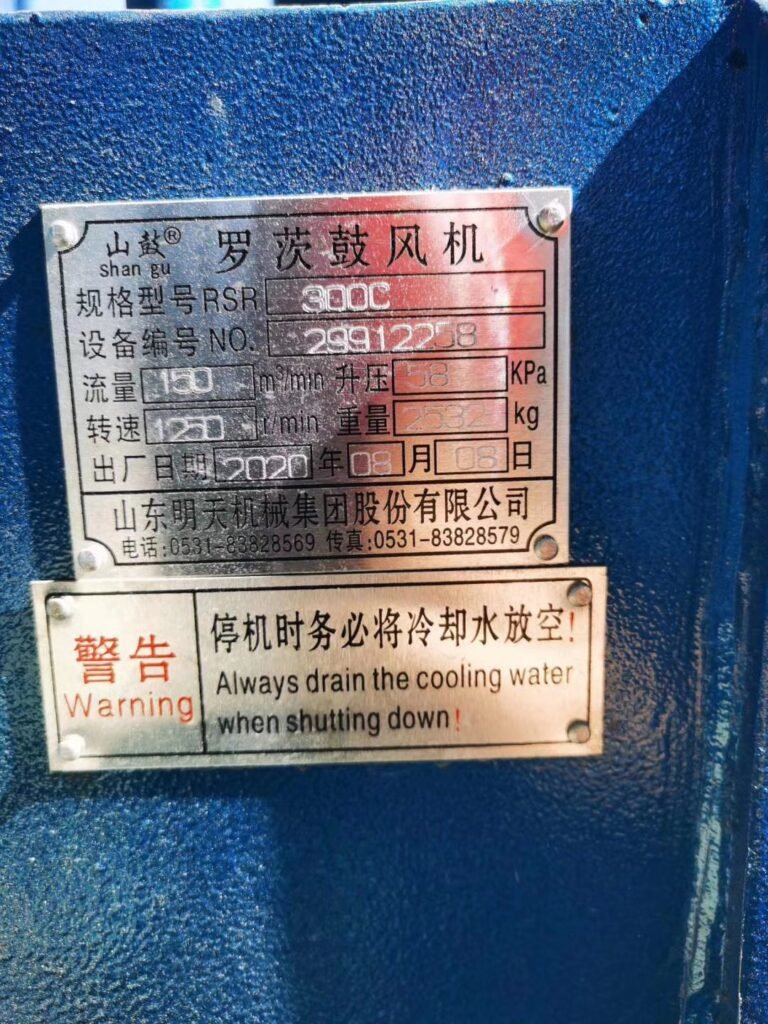 山鼓® 罗茨鼓风机
shan gu
规格型号RSR 300C
设备编号NO. 29912258
流量 150 m³/min 升压 58 KPa
转速 1250 r/min 重量 2532 kg
出厂日期 2020 年 08 月 08 日
山东明天机械集团股份有限公司
电话:0531-83828569 传真:0531-83828579
警告
Warning
停机时务必将冷却水放空!
Always drain the cooling water
when shutting down!